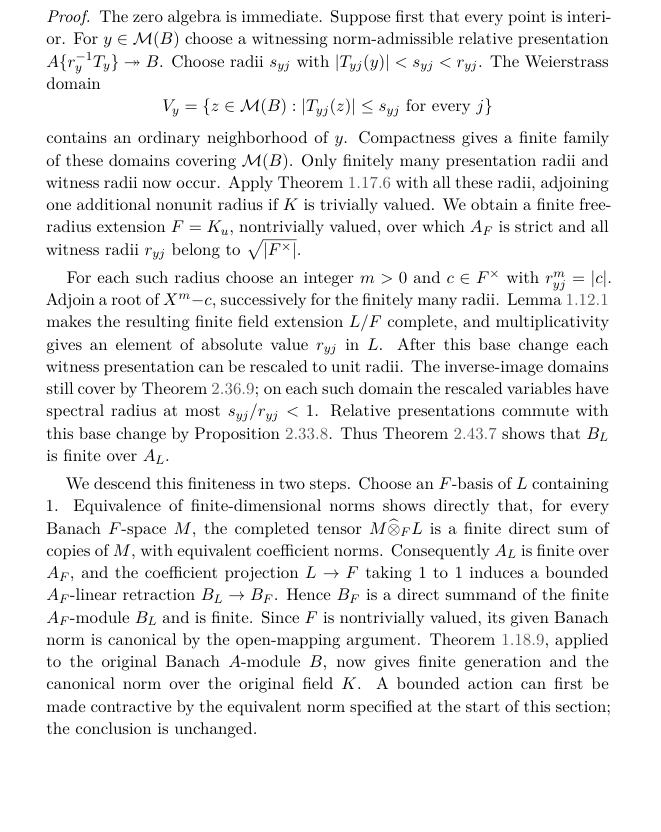 Proof. The zero algebra is immediate. Suppose first that every point is interi-
or. For y ∈ M(B) choose a witnessing norm-admissible relative presentation
A{r_y^{-1}T_y} ↠ B. Choose radii s_{yj} with |T_{yj}(y)| < s_{yj} < r_{yj}. The Weierstrass
domain
V_y = {z ∈ M(B) : |T_{yj}(z)| ≤ s_{yj} for every j}
contains an ordinary neighborhood of y. Compactness gives a finite family
of these domains covering M(B). Only finitely many presentation radii and
witness radii now occur. Apply Theorem 1.17.6 with all these radii, adjoining
one additional nonunit radius if K is trivially valued. We obtain a finite free-
radius extension F = K_u, nontrivially valued, over which A_F is strict and all
witness radii r_{yj} belong to √|F^×|.
For each such radius choose an integer m > 0 and c ∈ F^× with r_{yj}^m = |c|.
Adjoin a root of X^m−c, successively for the finitely many radii. Lemma 1.12.1
makes the resulting finite field extension L/F complete, and multiplicativity
gives an element of absolute value r_{yj} in L. After this base change each
witness presentation can be rescaled to unit radii. The inverse-image domains
still cover by Theorem 2.36.9; on each such domain the rescaled variables have
spectral radius at most s_{yj}/r_{yj} < 1. Relative presentations commute with
this base change by Proposition 2.33.8. Thus Theorem 2.43.7 shows that B_L
is finite over A_L.
We descend this finiteness in two steps. Choose an F-basis of L containing
1. Equivalence of finite-dimensional norms shows directly that, for every
Banach F-space M, the completed tensor M⊗̂_F L is a finite direct sum of
copies of M, with equivalent coefficient norms. Consequently A_L is finite over
A_F, and the coefficient projection L → F taking 1 to 1 induces a bounded
A_F-linear retraction B_L → B_F. Hence B_F is a direct summand of the finite
A_F-module B_L and is finite. Since F is nontrivially valued, its given Banach
norm is canonical by the open-mapping argument. Theorem 1.18.9, applied
to the original Banach A-module B, now gives finite generation and the
canonical norm over the original field K. A bounded action can first be
made contractive by the equivalent norm specified at the start of this section;
the conclusion is unchanged.